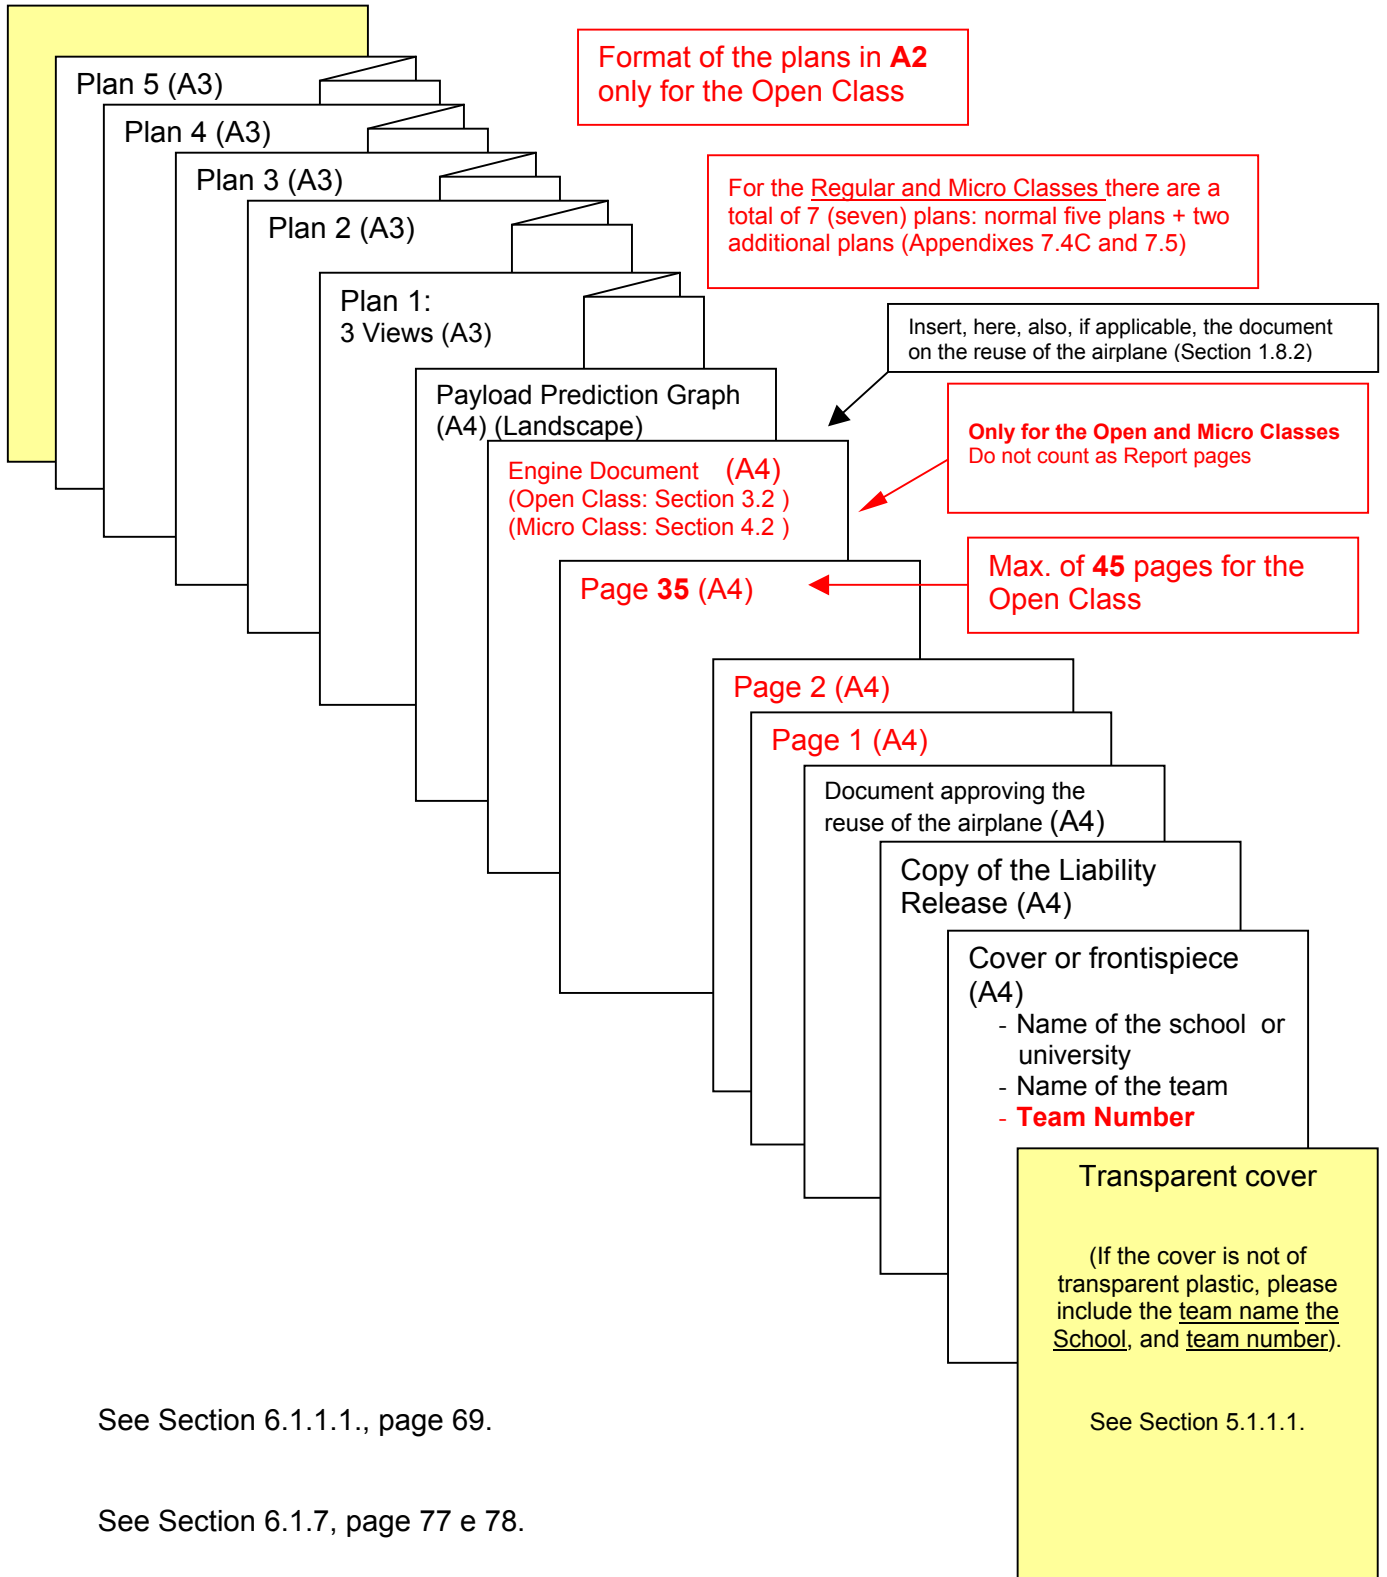 Plan 5 (A3)
Plan 4 (A3)
Plan 3 (A3)
Plan 2 (A3)
Plan 1:
3 Views (A3)
Format of the plans in A2
only for the Open Class
For the Regular and Micro Classes there are a
total of 7 (seven) plans: normal five plans + two
additional plans (Appendixes 7.4C and 7.5)
Insert, here, also, if applicable, the document
on the reuse of the airplane (Section 1.8.2)
Payload Prediction Graph
(A4) (Landscape)
Only for the Open and Micro Classes
Do not count as Report pages
Engine Document (A4)
(Open Class: Section 3.2 )
(Micro Class: Section 4.2 )
Max. of 45 pages for the
Open Class
Page 35 (A4)
Page 2 (A4)
Page 1 (A4)
Document approving the
reuse of the airplane (A4)
Copy of the Liability
Release (A4)
Cover or frontispiece
(A4)
- Name of the school or
university
- Name of the team
- Team Number
Transparent cover
(If the cover is not of
transparent plastic, please
include the team name the
School, and team number).
See Section 5.1.1.1.
See Section 6.1.1.1., page 69.
See Section 6.1.7, page 77 e 78.